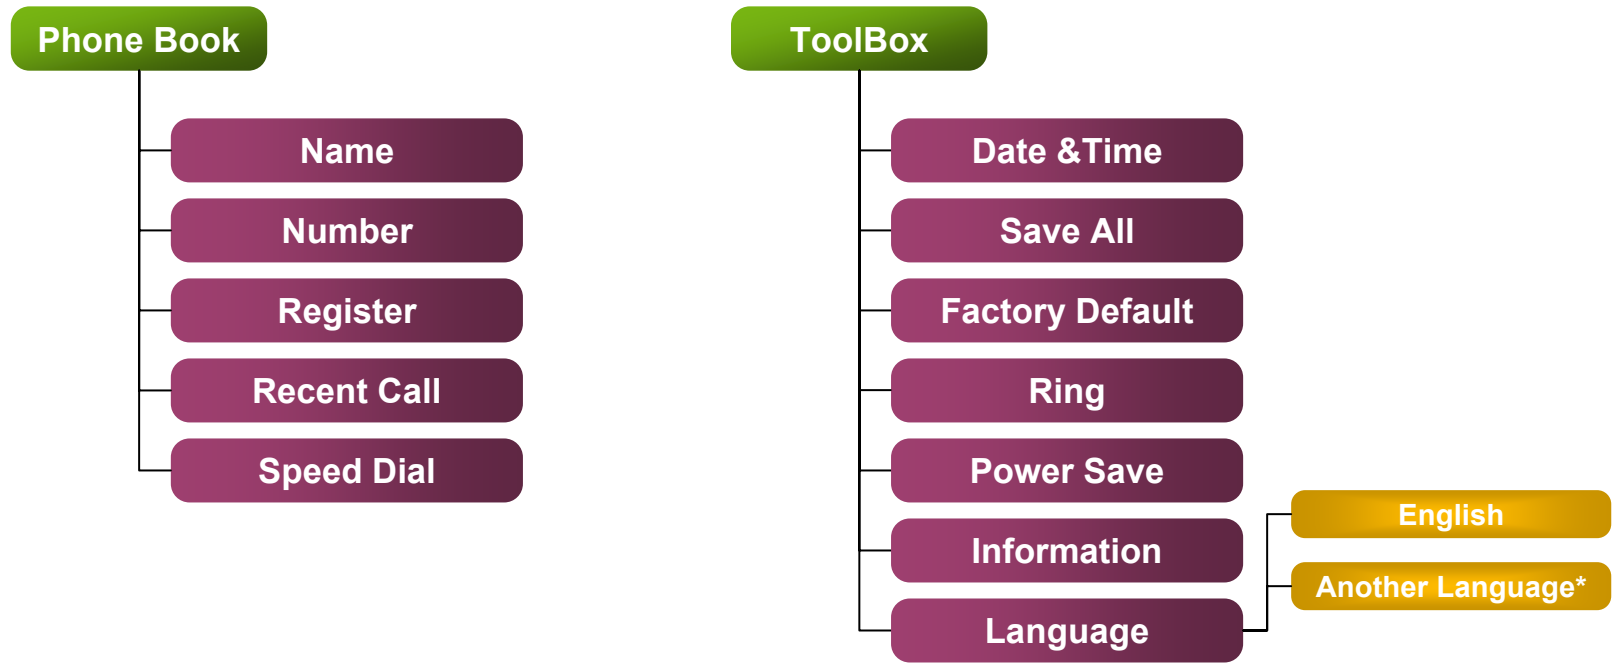 Phone Book
Name
Number
Register
Recent Call
Speed Dial
ToolBox
Date &Time
Save All
Factory Default
Ring
Power Save
Information
Language
English
Another Language*